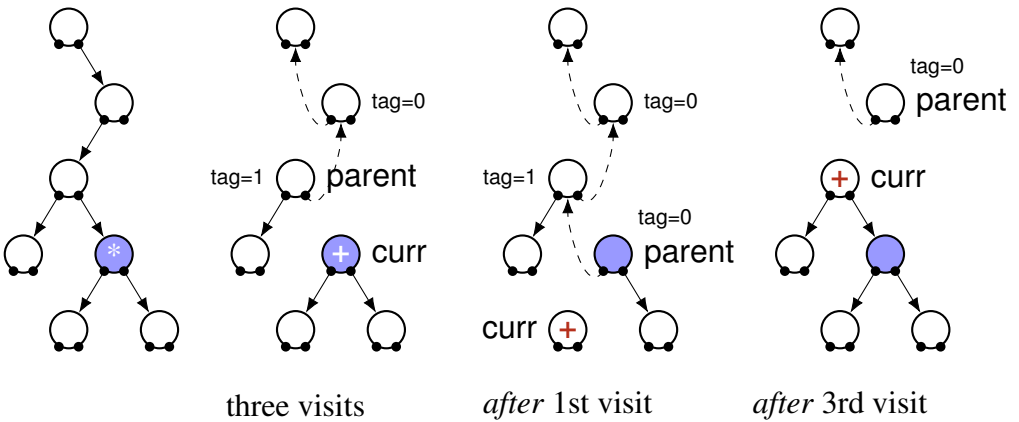 tag=0
tag=0
tag=0
parent
tag=1 parent
tag=1
+ curr
tag=0
* + curr
parent
curr +
three visits
after 1st visit
after 3rd visit